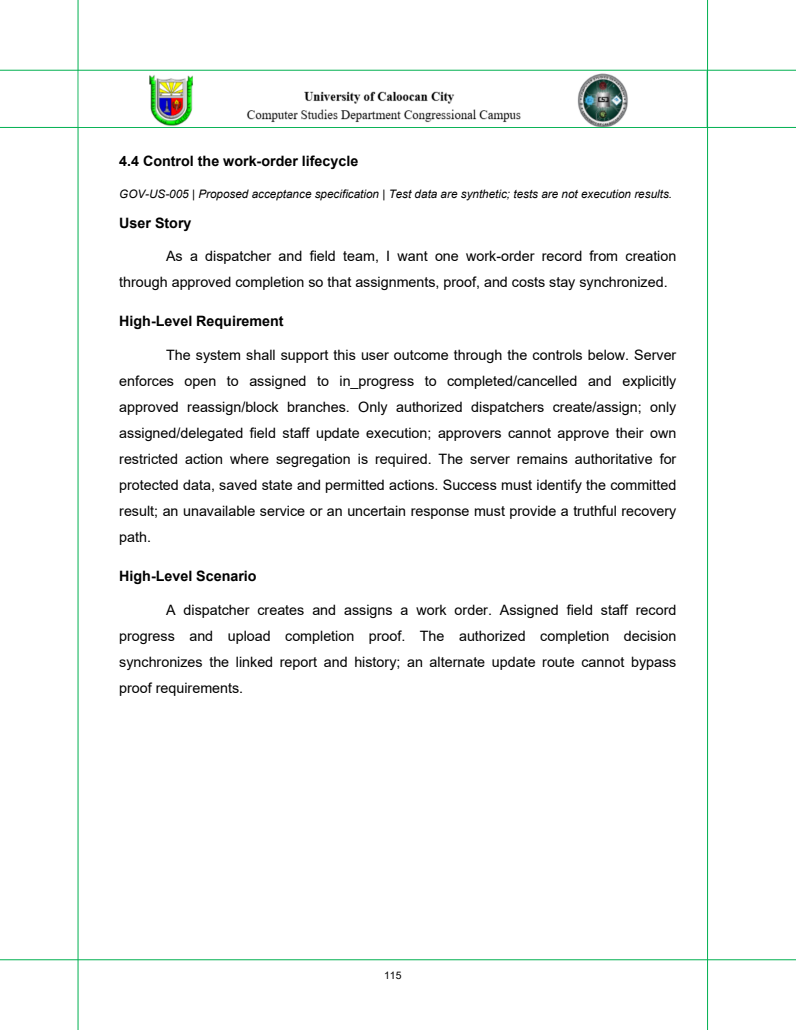 University of Caloocan City
Computer Studies Department Congressional Campus
4.4 Control the work-order lifecycle
GOV-US-005 | Proposed acceptance specification | Test data are synthetic; tests are not execution results.
User Story
As a dispatcher and field team, I want one work-order record from creation
through approved completion so that assignments, proof, and costs stay synchronized.
High-Level Requirement
The system shall support this user outcome through the controls below. Server
enforces open to assigned to in_progress to completed/cancelled and explicitly
approved reassign/block branches. Only authorized dispatchers create/assign; only
assigned/delegated field staff update execution; approvers cannot approve their own
restricted action where segregation is required. The server remains authoritative for
protected data, saved state and permitted actions. Success must identify the committed
result; an unavailable service or an uncertain response must provide a truthful recovery
path.
High-Level Scenario
A dispatcher creates and assigns a work order. Assigned field staff record
progress and upload completion proof. The authorized completion decision
synchronizes the linked report and history; an alternate update route cannot bypass
proof requirements.
115